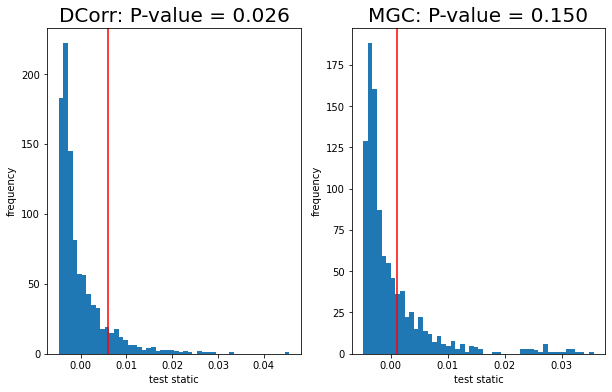 DCorr: P-value = 0.026
200
150
100
50
0
frequency
0.00 0.01 0.02 0.03 0.04
test static
MGC: P-value = 0.150
175
150
125
100
75
50
25
0
frequency
0.00 0.01 0.02 0.03
test static